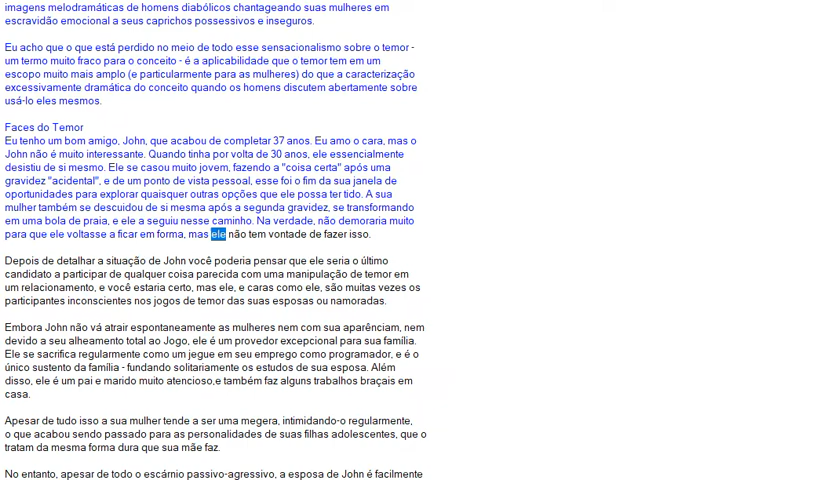 imagens melodramáticas de homens diabólicos chantageando suas mulheres em
escravidão emocional a seus caprichos possessivos e inseguros.
Eu acho que o que está perdido no meio de todo esse sensacionalismo sobre o temor -
um termo muito fraco para o conceito - é a aplicabilidade que o temor tem em um
escopo muito mais amplo (e particularmente para as mulheres) do que a caracterização
excessivamente dramática do conceito quando os homens discutem abertamente sobre
usá-lo eles mesmos.
Faces do Temor
Eu tenho um bom amigo, John, que acabou de completar 37 anos. Eu amo o cara, mas o
John não é muito interessante. Quando tinha por volta de 30 anos, ele essencialmente
desistiu de si mesmo. Ele se casou muito jovem, fazendo a "coisa certa" após uma
gravidez "acidental", e de um ponto de vista pessoal, esse foi o fim da sua janela de
oportunidades para explorar quaisquer outras opções que ele possa ter tido. A sua
mulher também se descuidou de si mesma após a segunda gravidez, se transformando
em uma bola de praia, e ele a seguiu nesse caminho. Na verdade, não demoraria muito
para que ele voltasse a ficar em forma, mas ele não tem vontade de fazer isso.
Depois de detalhar a situação de John você poderia pensar que ele seria o último
candidato a participar de qualquer coisa parecida com uma manipulação de temor em
um relacionamento, e você estaria certo, mas ele, e caras como ele, são muitas vezes os
participantes inconscientes nos jogos de temor das suas esposas ou namoradas.
Embora John não vá atrair espontaneamente as mulheres nem com sua aparênciam, nem
devido a seu alheamento total ao Jogo, ele é um provedor excepcional para sua família.
Ele se sacrifica regularmente como um jegue em seu emprego como programador, e é o
único sustento da família - fundando solitariamente os estudos de sua esposa. Além
disso, ele é um pai e marido muito atencioso,e também faz alguns trabalhos braçais em
casa.
Apesar de tudo isso a sua mulher tende a ser uma megera, intimidando-o regularmente,
o que acabou sendo passado para as personalidades de suas filhas adolescentes, que o
tratam da mesma forma dura que sua mãe faz.
No entanto, apesar de todo o escárnio passivo-agressivo, a esposa de John é facilmente